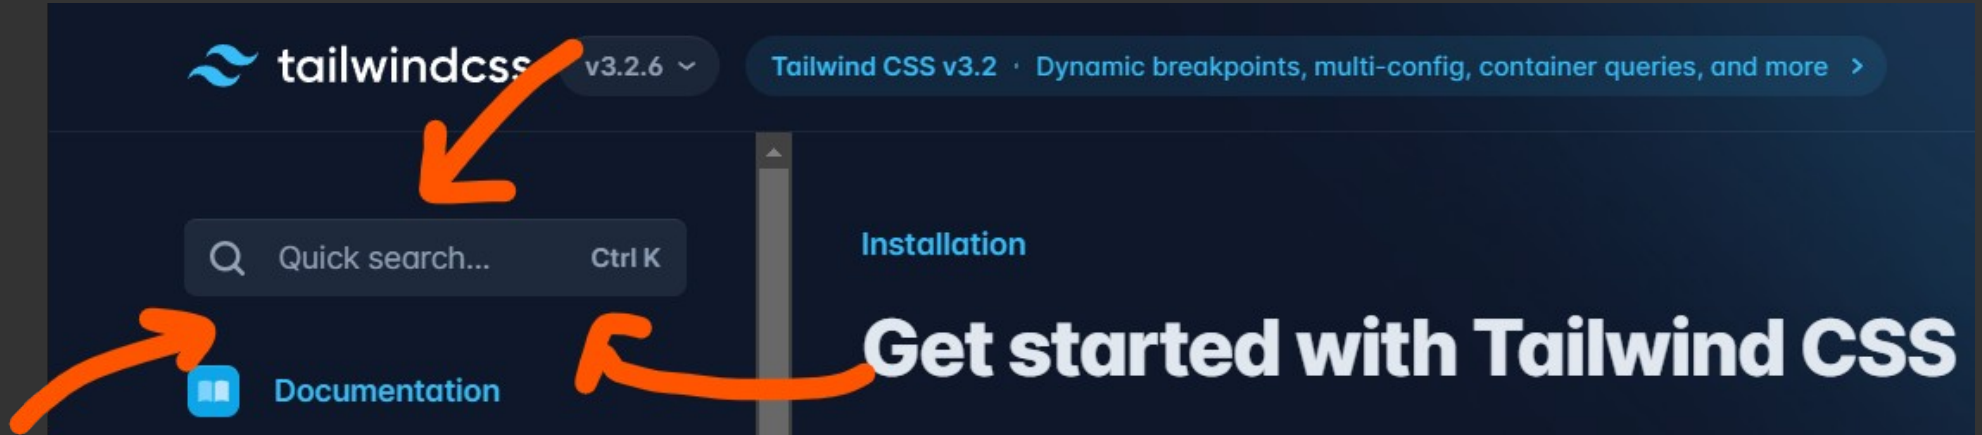 tailwindcss v3.2.6 Tailwind CSS v3.2 · Dynamic breakpoints, multi-config, container queries, and more
Quick search... Ctrl K
Documentation
Installation
Get started with Tailwind CSS